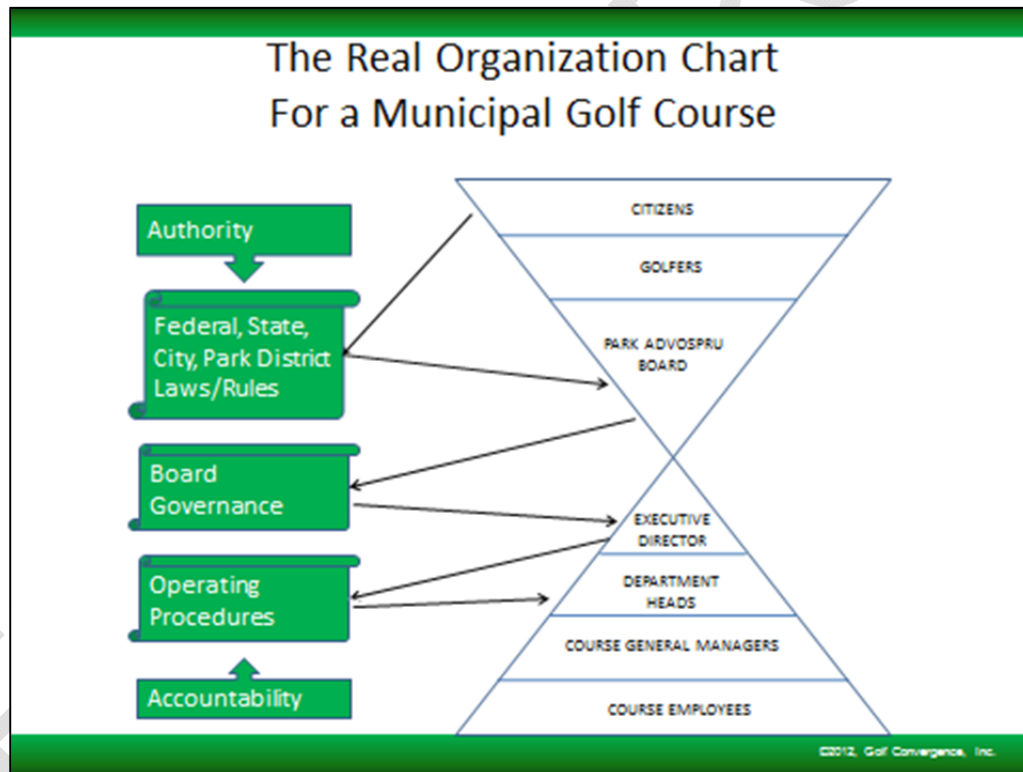 The Real Organization Chart
For a Municipal Golf Course
Authority
Federal, State,
City, Park District
Laws/Rules
Board
Governance
Operating
Procedures
Accountability
CITIZENS
GOLFERS
PARK ADVOSPRU
BOARD
EXECUTIVE
DIRECTOR
DEPARTMENT
HEADS
COURSE GENERAL MANAGERS
COURSE EMPLOYEES
©2012, Golf Convergence, Inc.